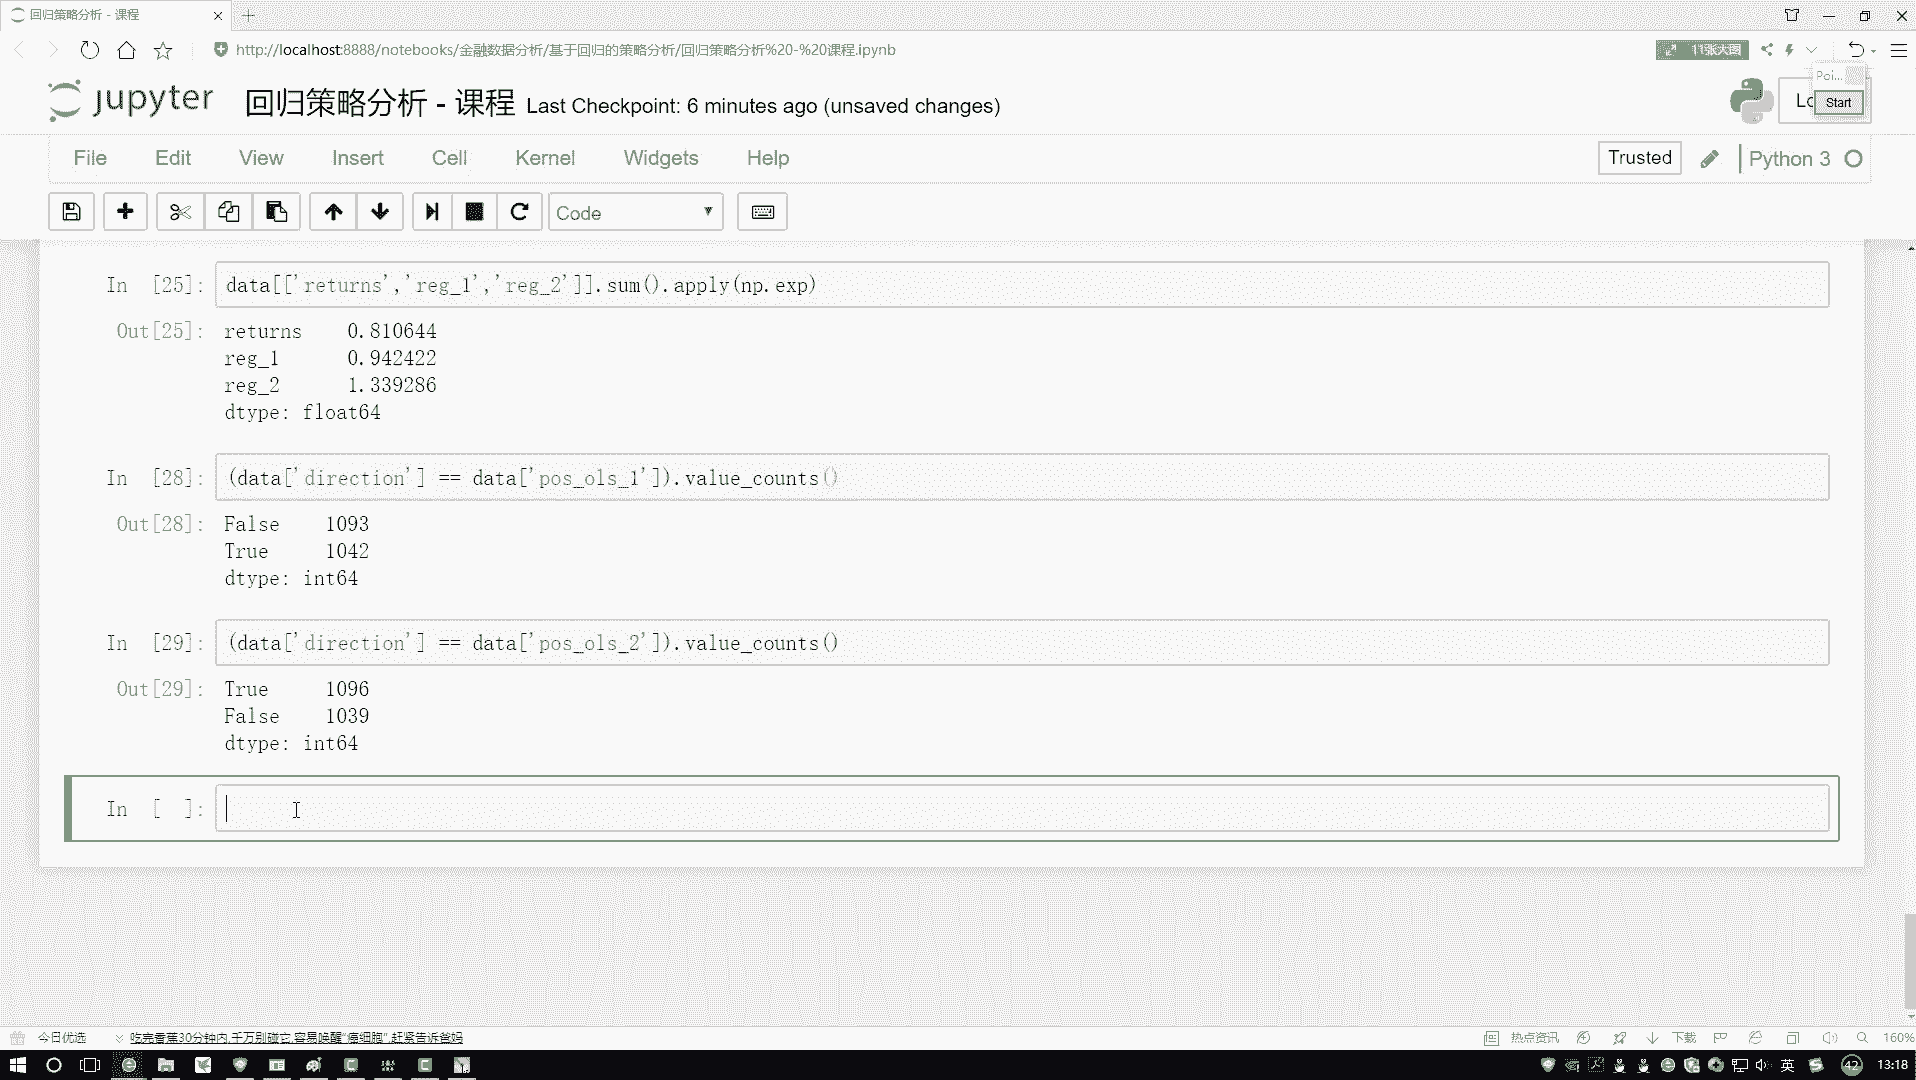 回归策略分析 - 课程
http://localhost:8888/notebooks/金融数据分析/基于回归的策略分析/回归策略分析%20-%20课程.ipynb
11张大图
Poi...
Start
jupyter 回归策略分析 - 课程 Last Checkpoint: 6 minutes ago (unsaved changes)
File Edit View Insert Cell Kernel Widgets Help
Trusted
Python 3
Code
In [25]: data[['returns','reg_1','reg_2']].sum().apply(np.exp)
Out[25]: returns 0.810644
reg_1 0.942422
reg_2 1.339286
dtype: float64
In [28]: (data['direction'] == data['pos_ols_1']).value_counts()
Out[28]: False 1093
True 1042
dtype: int64
In [29]: (data['direction'] == data['pos_ols_2']).value_counts()
Out[29]: True 1096
False 1039
dtype: int64
In [ ]:
今日优选
吃完香蕉30分钟内,千万别碰它,容易唤醒"癌细胞",赶紧告诉爸妈
热点资讯
下载
160%
英
42
13:18